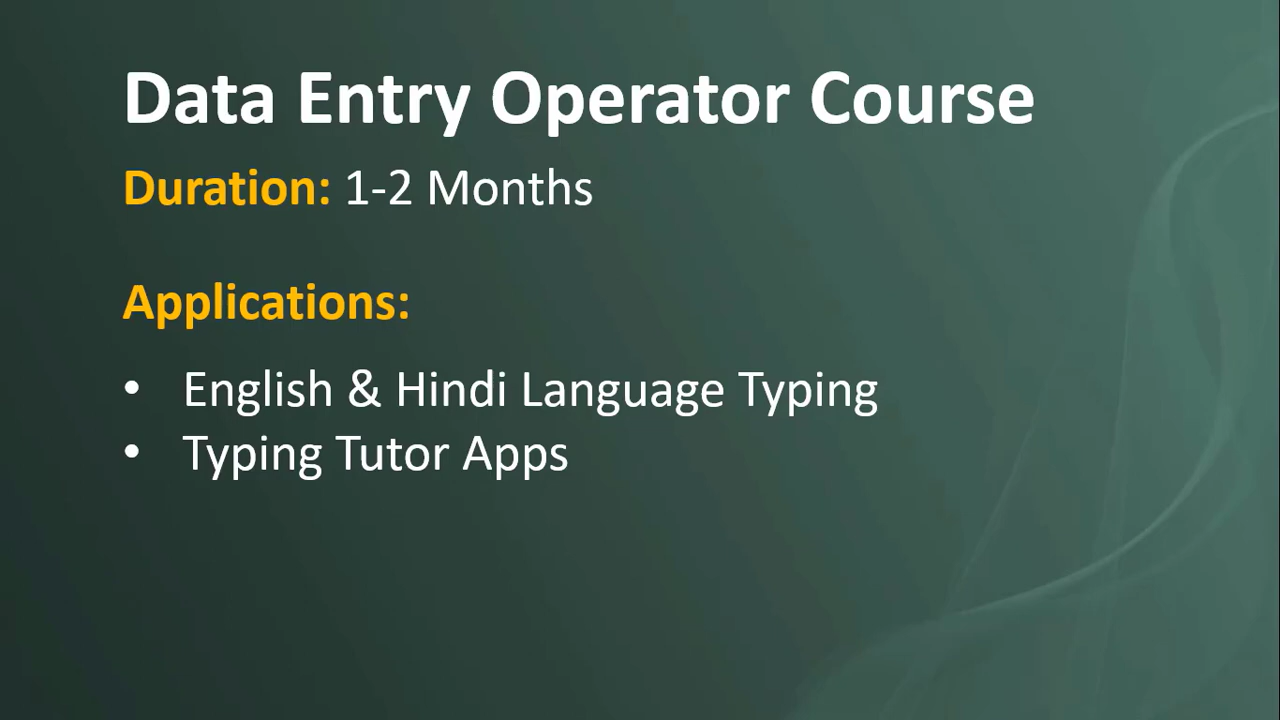 Data Entry Operator Course
Duration: 1-2 Months
Applications:
• English & Hindi Language Typing
• Typing Tutor Apps